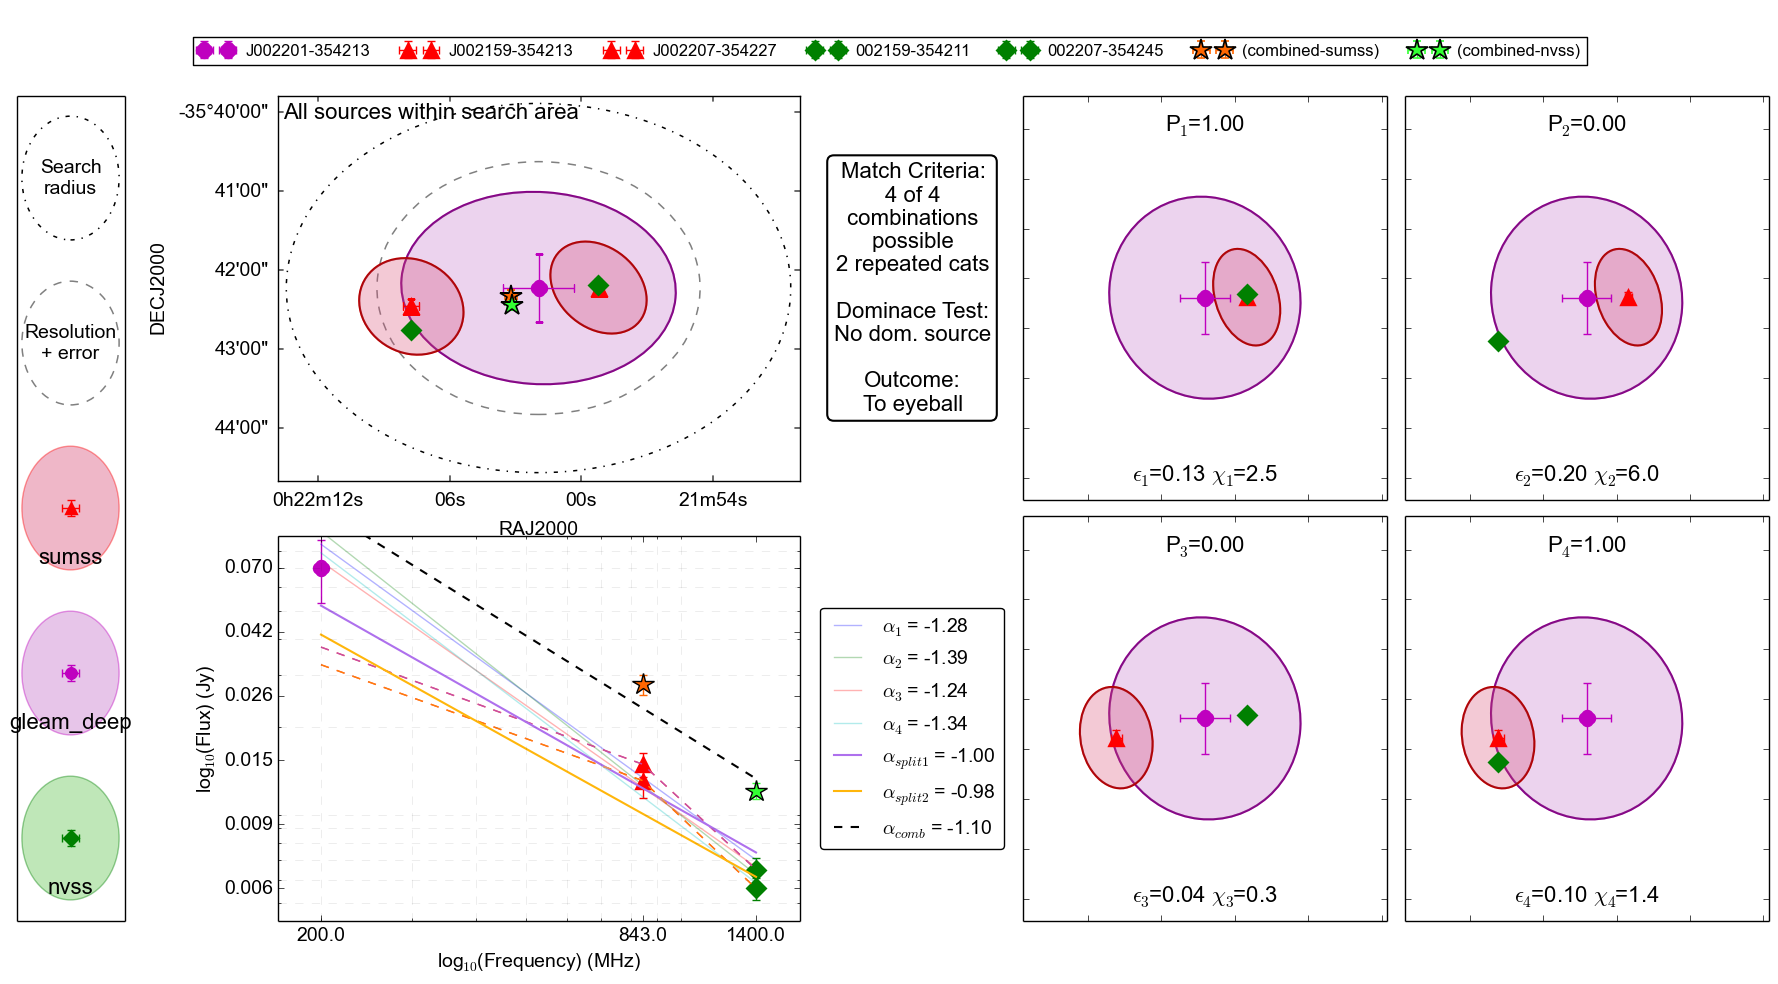 J002201-354213 J002159-354213 J002207-354227 002159-354211 002207-354245 (combined-sumss) (combined-nvss)
Search
radius
Resolution
+ error
sumss
gleam_deep
nvss
All sources within search area
DECJ2000
-35°40'00"
41'00"
42'00"
43'00"
44'00"
0h22m12s 06s 00s 21m54s
RAJ2000
Match Criteria:
4 of 4
combinations
possible
2 repeated cats
Dominace Test:
No dom. source
Outcome:
To eyeball
log10(Flux) (Jy)
0.070
0.042
0.026
0.015
0.009
0.006
200.0 843.0 1400.0
log10(Frequency) (MHz)
α1 = -1.28
α2 = -1.39
α3 = -1.24
α4 = -1.34
αsplit1 = -1.00
αsplit2 = -0.98
αcomb = -1.10
P1=1.00
ϵ1=0.13 χ1=2.5
P2=0.00
ϵ2=0.20 χ2=6.0
P3=0.00
ϵ3=0.04 χ3=0.3
P4=1.00
ϵ4=0.10 χ4=1.4